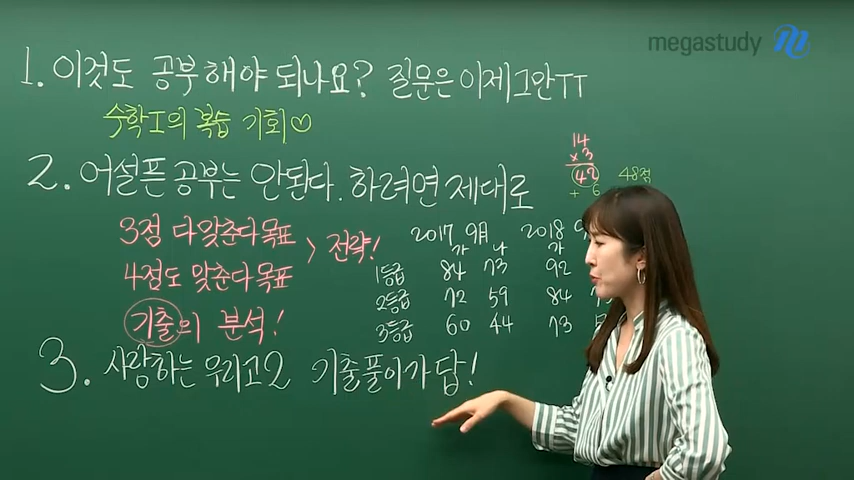 megastudy
1. 이것도 공부해야 되나요? 질문은 이제그만TT
수학I의 복습 기회♡
2. 어설픈 공부는 안된다. 하려면 제대로
14
×3
42
+ 6 48점
3점 다맞춘다목표
4점도 맞춘다목표
> 전략!
기출의 분석!
2017 9月 2018 9
가 나 가
1등급 84 73 92
2등급 72 59 84
3등급 60 44 73
3. 사랑하는 우리고2 기출풀이가 답!